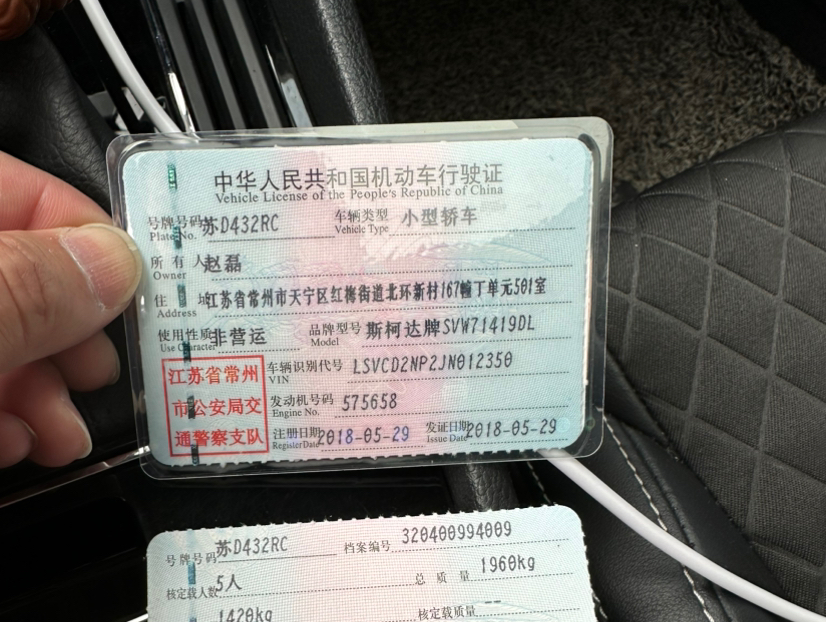 中华人民共和国机动车行驶证
Vehicle License of the People's Republic of China
号牌号码 苏D432RC 车辆类型 小型轿车
Plate No. Vehicle Type
所有人 赵磊
Owner
住址 江苏省常州市天宁区红梅街道北环新村167幢丁单元501室
Address
使用性质 非营运 品牌型号 斯柯达牌SVW71419DL
Use Character Model
江苏省常州
市公安局交
通警察支队
车辆识别代号 LSVCD2NP2JN012350
VIN
发动机号码 575658
Engine No.
注册日期 2018-05-29 发证日期 2018-05-29
Register Date Issue Date
号牌号码 苏D432RC 档案编号 320400994009
核定载人数 5人 总质量 1960kg
1420kg 核定载质量 --